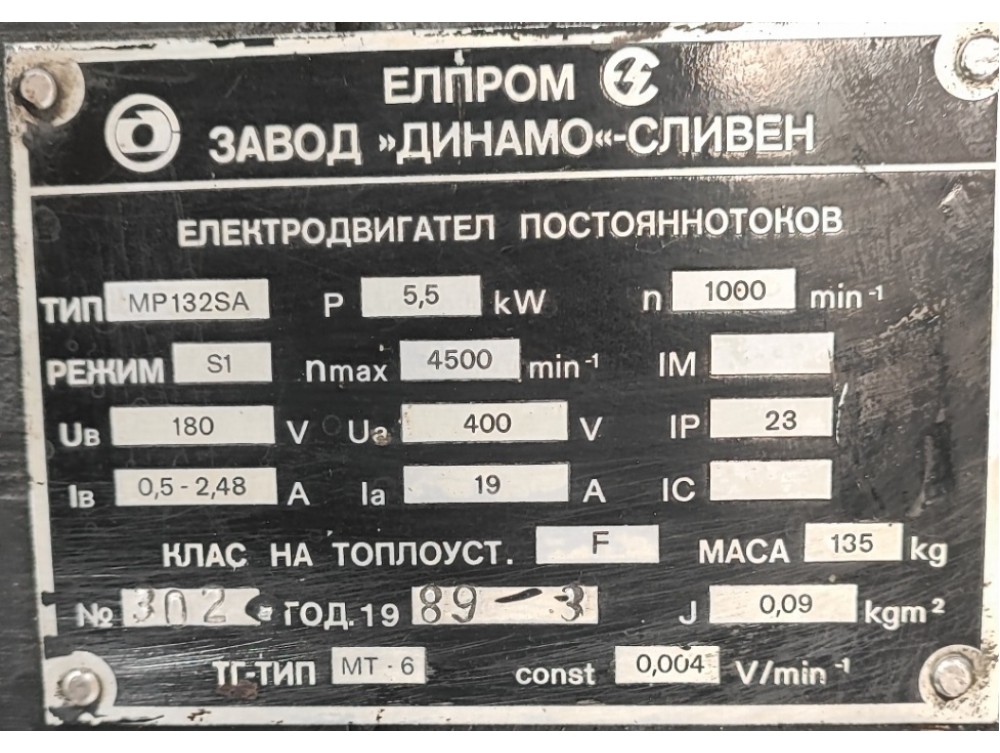 ЕЛПРОМ
ЗАВОД »ДИНАМО«-СЛИВЕН
ЕЛЕКТРОДВИГАТЕЛ ПОСТОЯННОТОКОВ
ТИП MP132SA P 5,5 kW n 1000 min⁻¹
РЕЖИМ S1 nmax 4500 min⁻¹ IM
Uв 180 V Ua 400 V IP 23
Iв 0,5 - 2,48 A Ia 19 A IC
КЛАС НА ТОПЛОУСТ. F МАСА 135 kg
№ 302 ГОД.19 89-3 J 0,09 kgm²
ТГ-ТИП МТ - 6 const 0,004 V/min⁻¹